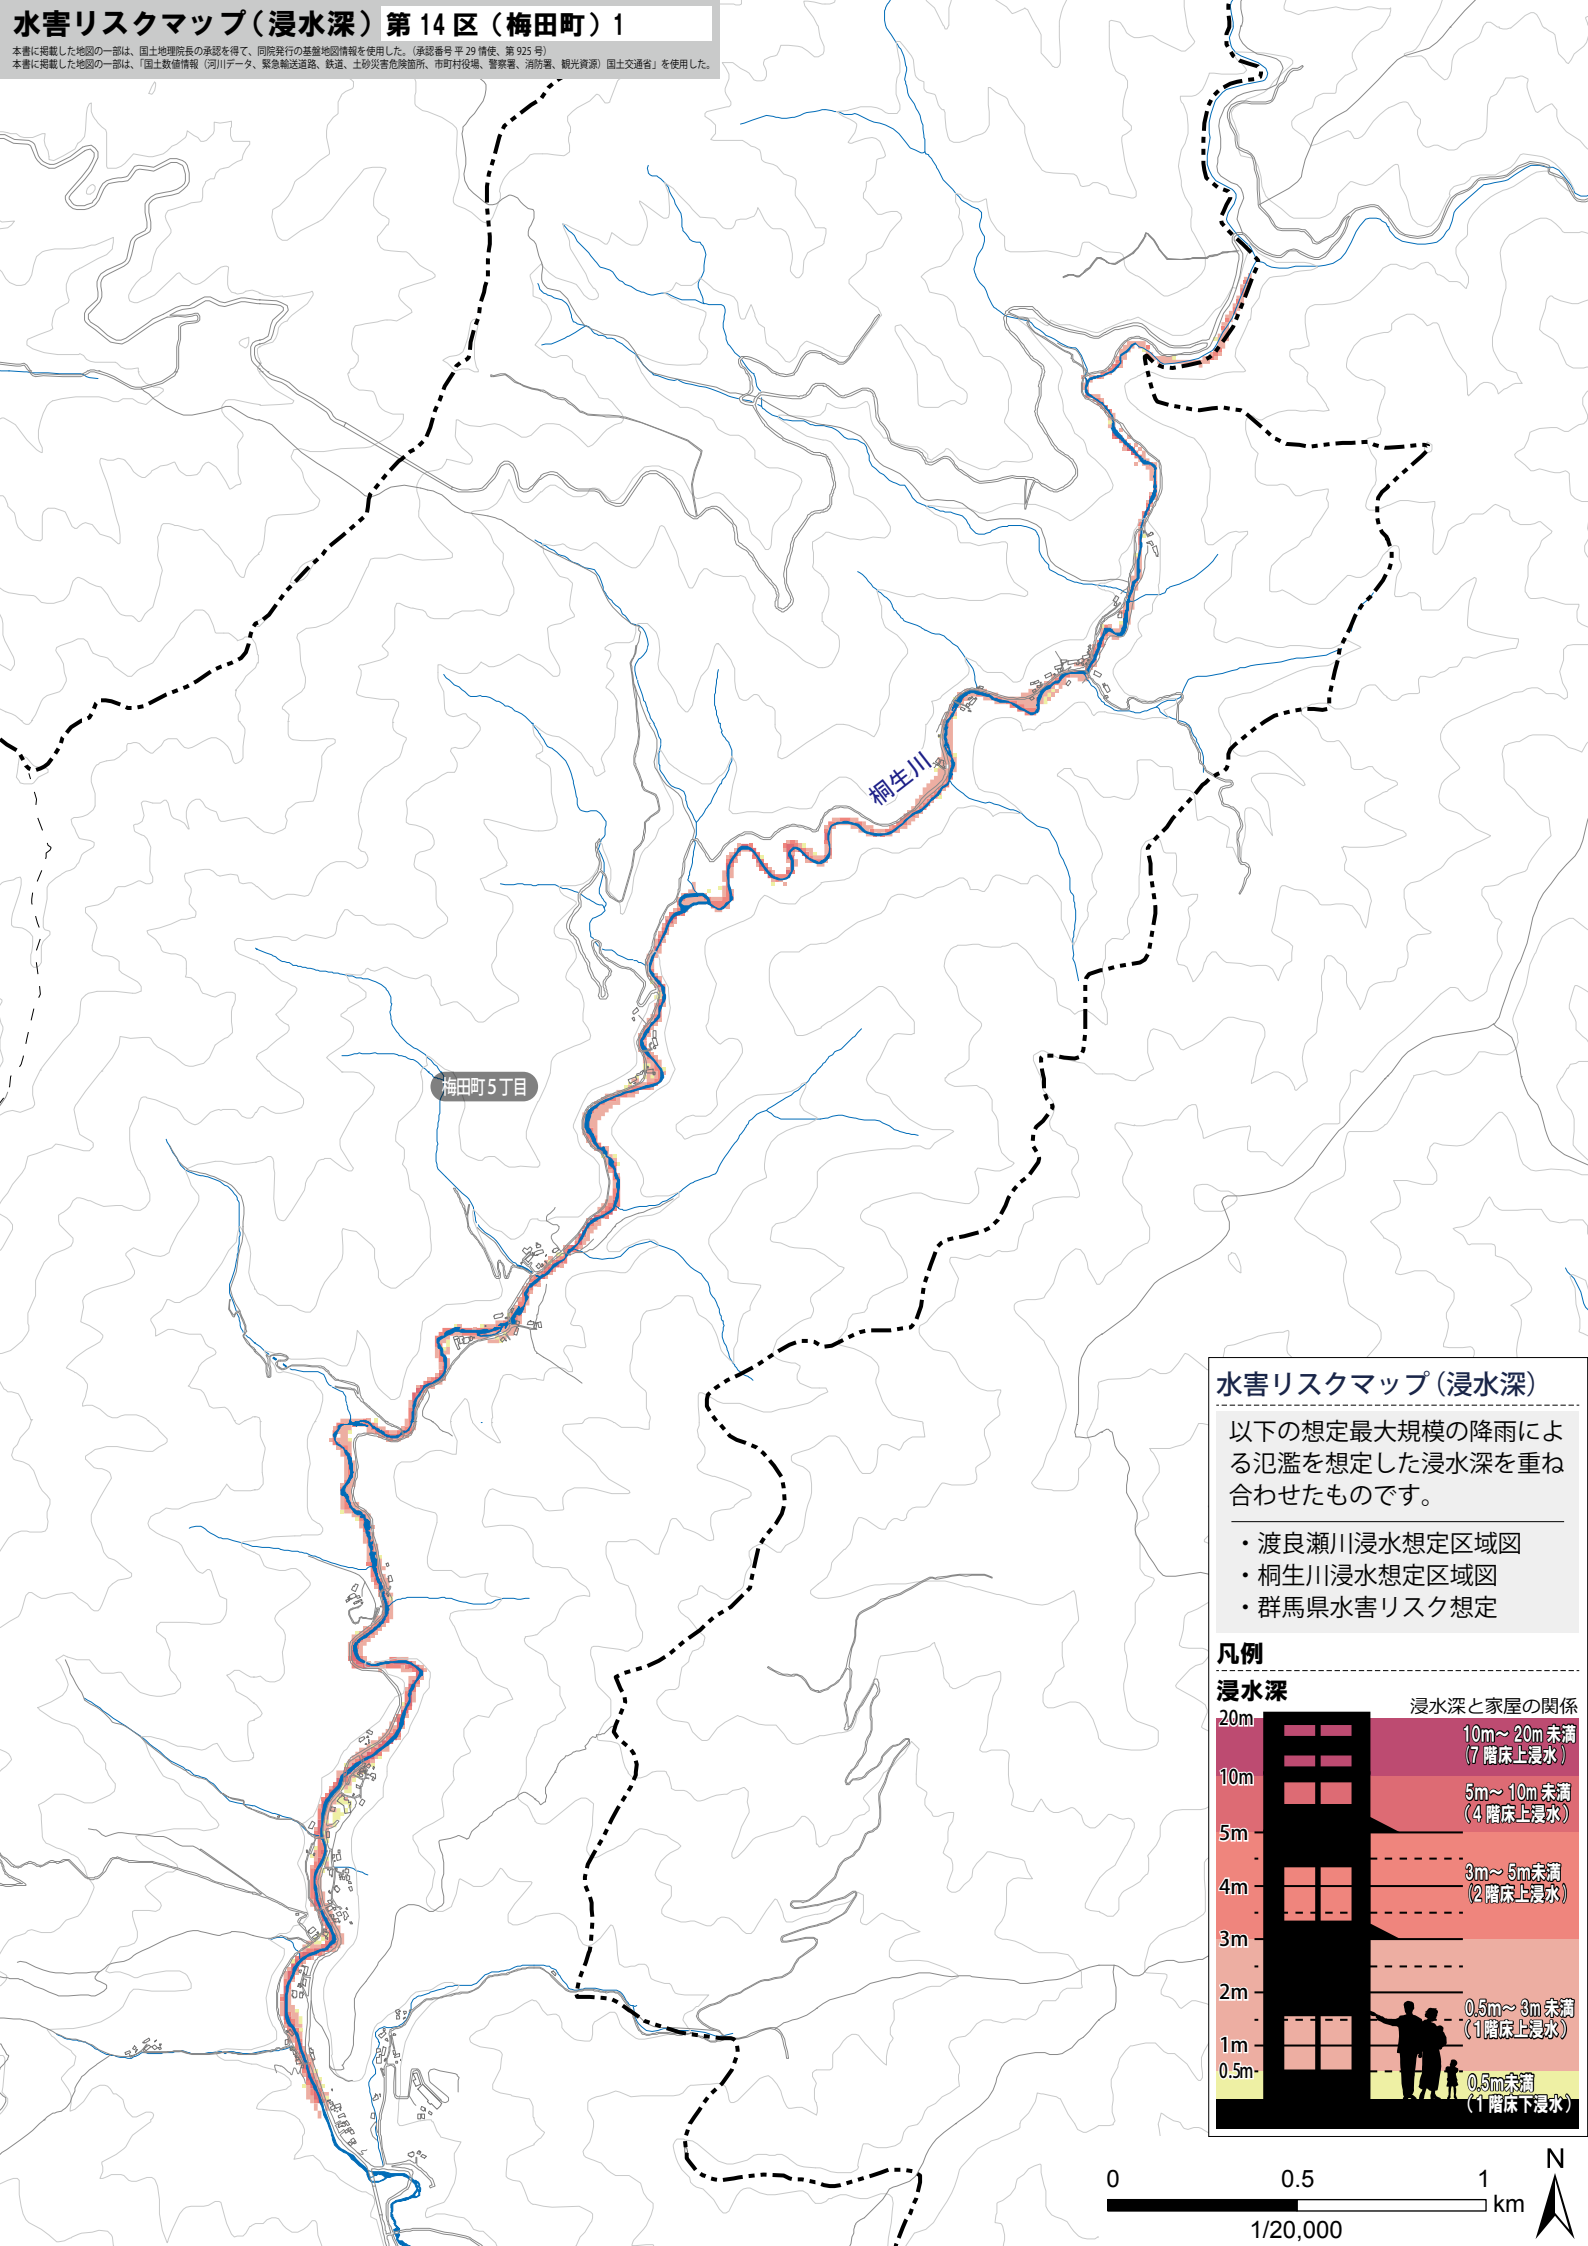 水害リスクマップ（浸水深）第14区（梅田町）1
本書に掲載した地図の一部は、国土地理院長の承認を得て、同院発行の基盤地図情報を使用した。（承認番号 平29情使、第925号）
本書に掲載した地図の一部は、「国土数値情報（河川データ、緊急輸送道路、鉄道、土砂災害危険箇所、市町村役場、警察署、消防署、観光資源）国土交通省」を使用した。
桐生川
梅田町5丁目
水害リスクマップ（浸水深）
以下の想定最大規模の降雨によ
る氾濫を想定した浸水深を重ね
合わせたものです。
・渡良瀬川浸水想定区域図
・桐生川浸水想定区域図
・群馬県水害リスク想定
凡例
浸水深
浸水深と家屋の関係
20m
10m～20m未満
（7階床上浸水）
10m
5m～10m未満
（4階床上浸水）
5m
3m～5m未満
（2階床上浸水）
4m
3m
2m
0.5m～3m未満
（1階床上浸水）
1m
0.5m
0.5m未満
（1階床下浸水）
N
0 0.5 1
km
1/20,000